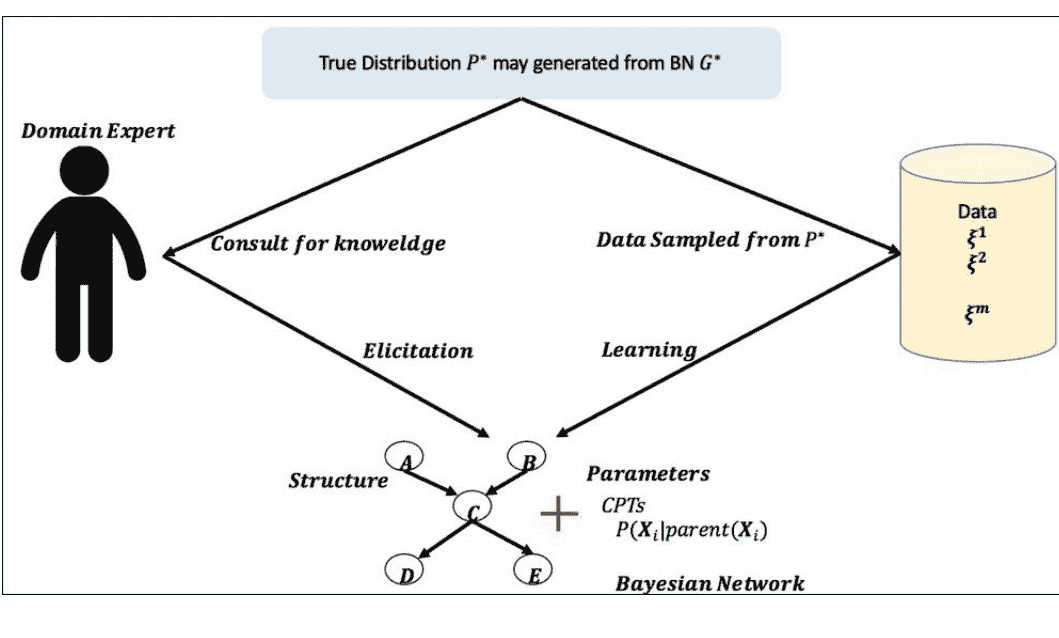 True Distribution P* may generated from BN G*
Domain Expert
Data
ξ¹
ξ²
ξᵐ
Consult for knoweldge
Data Sampled from P*
Elicitation
Learning
A
B
Structure
Parameters
C
CPTs
P(Xᵢ|parent(Xᵢ)
D
E
Bayesian Network